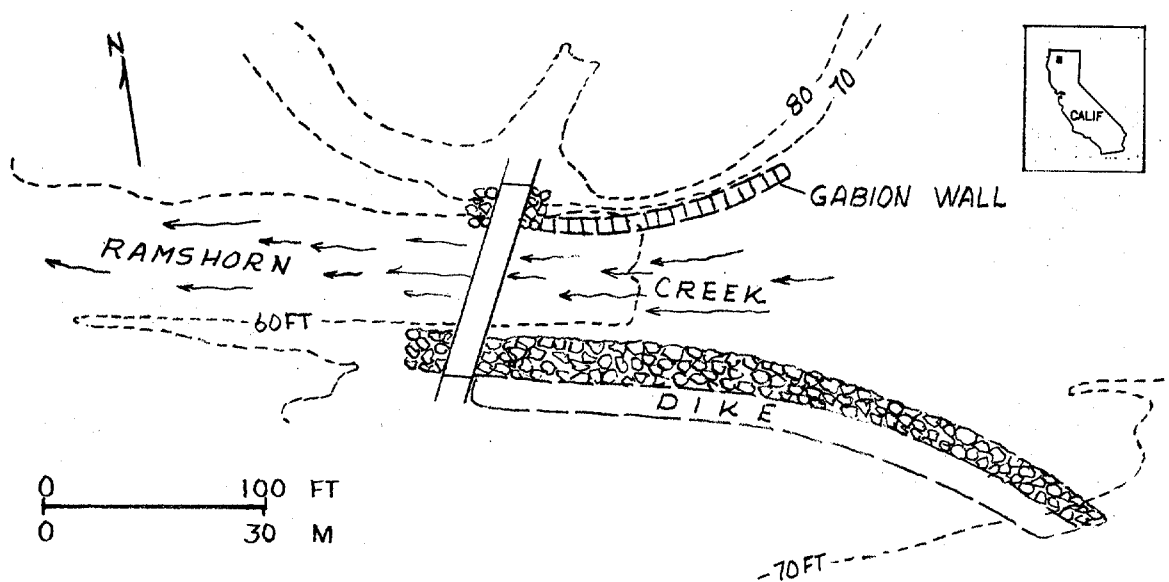 N
80
70
CALIF
GABION WALL
RAMSHORN
CREEK
60FT
DIKE
0 100 FT
0 30 M
70FT